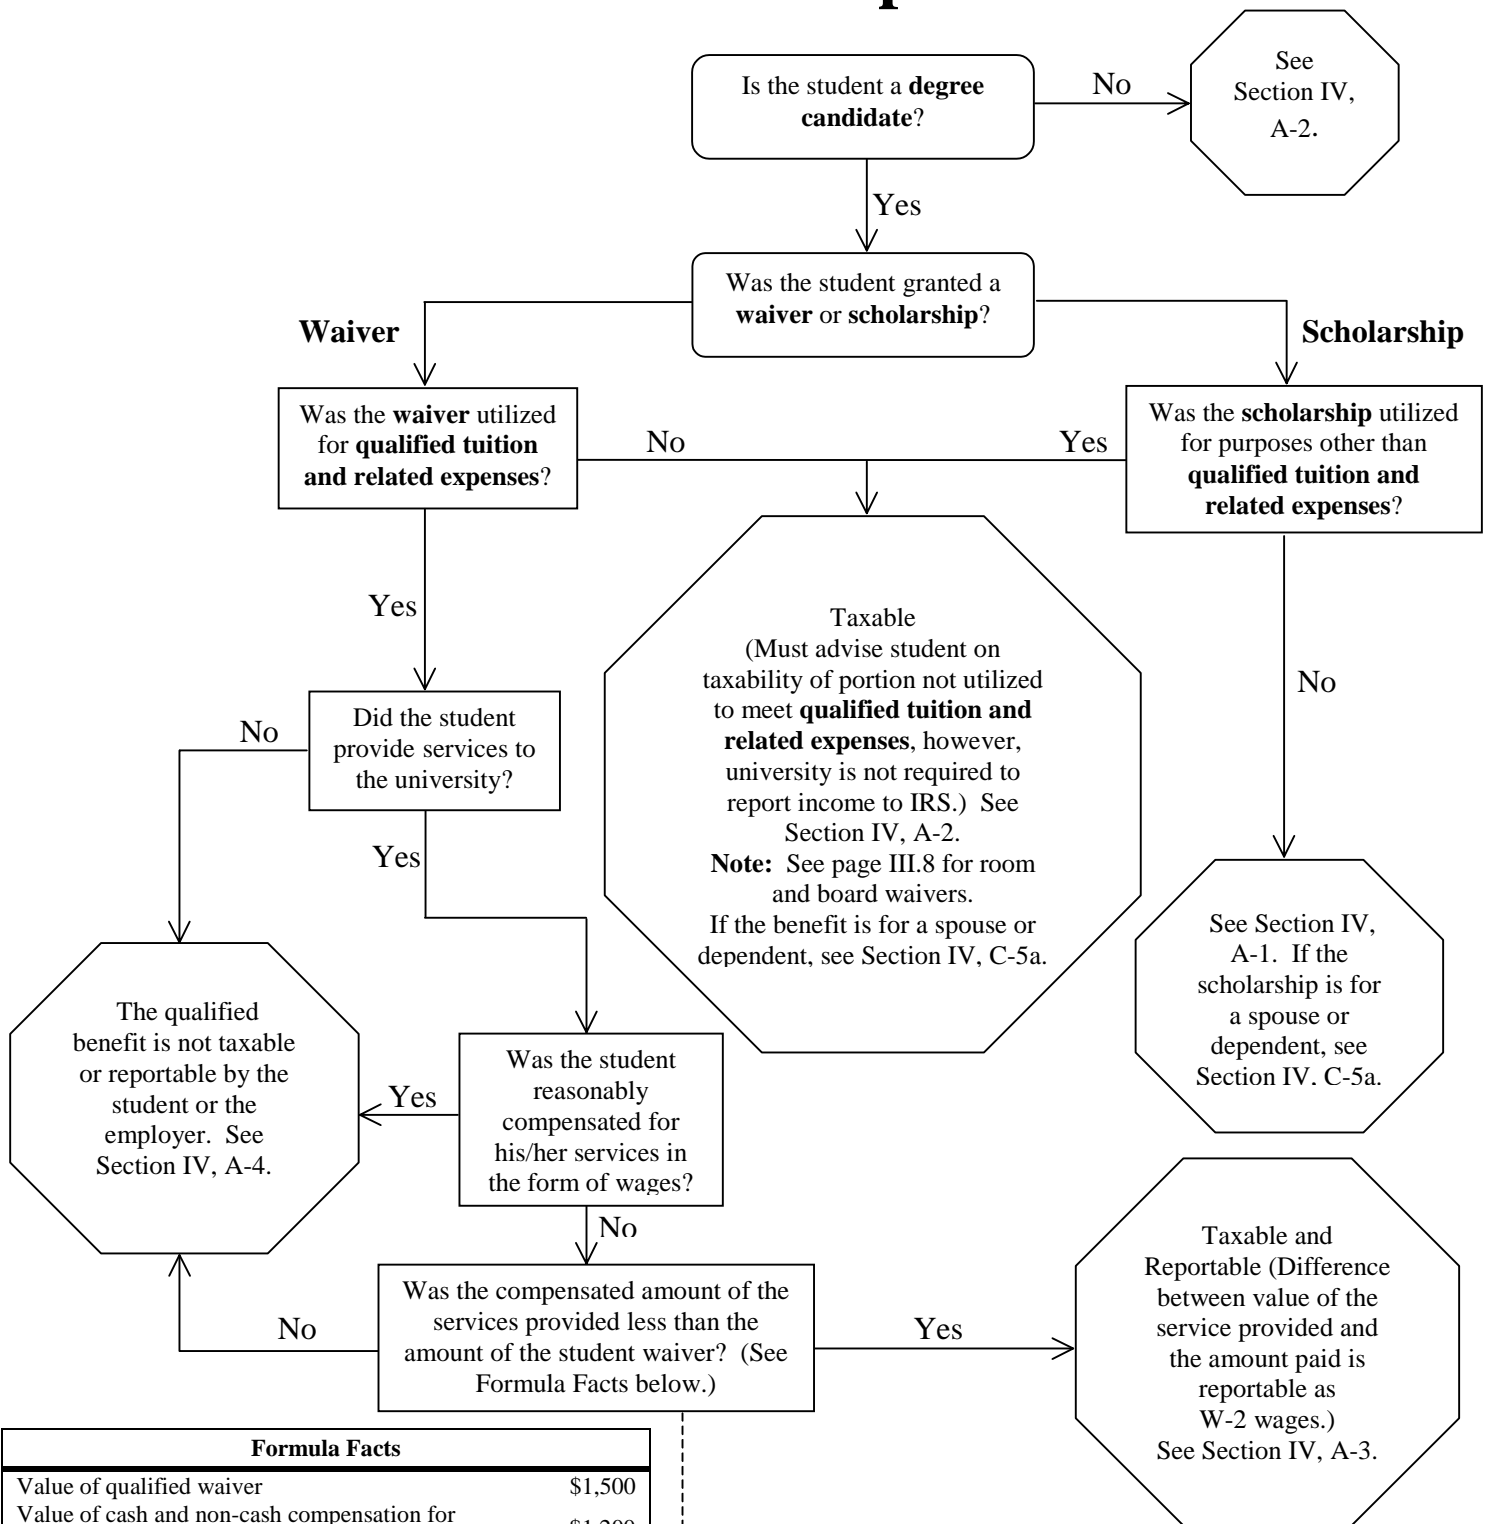 Is the student a degree
candidate?
No
See
Section IV,
A-2.
Yes
Was the student granted a
waiver or scholarship?
Waiver
Scholarship
Was the waiver utilized
for qualified tuition
and related expenses?
No
Yes
Was the scholarship utilized
for purposes other than
qualified tuition and
related expenses?
Yes
Taxable
(Must advise student on
taxability of portion not utilized
to meet qualified tuition and
related expenses, however,
university is not required to
report income to IRS.) See
Section IV, A-2.
Note: See page III.8 for room
and board waivers.
If the benefit is for a spouse or
dependent, see Section IV, C-5a.
No
Did the student
provide services to
the university?
No
Yes
See Section IV,
A-1. If the
scholarship is for
a spouse or
dependent, see
Section IV, C-5a.
The qualified
benefit is not taxable
or reportable by the
student or the
employer. See
Section IV, A-4.
Yes
Was the student
reasonably
compensated for
his/her services in
the form of wages?
No
Was the compensated amount of the
services provided less than the
amount of the student waiver? (See
Formula Facts below.)
No
Yes
Taxable and
Reportable (Difference
between value of the
service provided and
the amount paid is
reportable as
W-2 wages.)
See Section IV, A-3.
Formula Facts
Value of qualified waiver $1,500
Value of cash and non-cash compensation for
$1,200